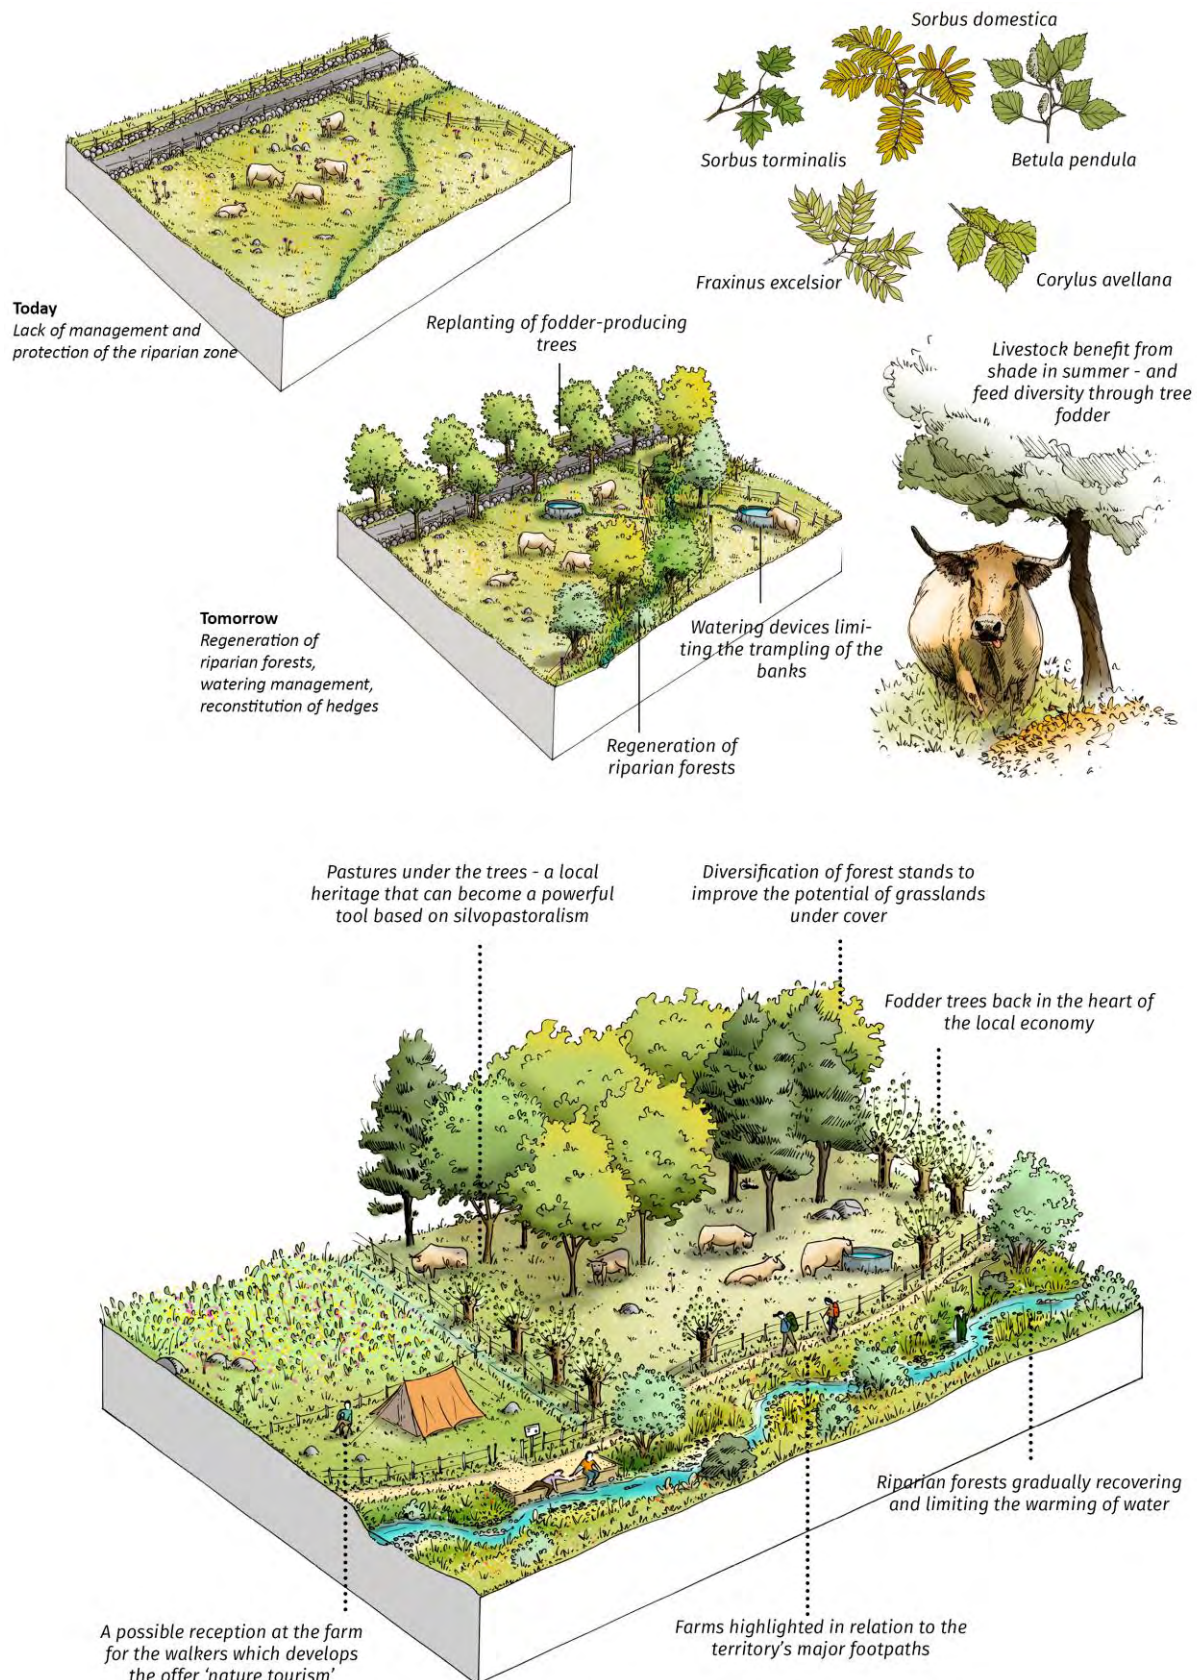 Sorbus domestica
Sorbus torminalis
Betula pendula
Fraxinus excelsior
Corylus avellana
Today
Lack of management and
protection of the riparian zone
Replanting of fodder-producing
trees
Livestock benefit from
shade in summer - and
feed diversity through tree
fodder
Tomorrow
Regeneration of
riparian forests,
watering management,
reconstitution of hedges
Watering devices limi-
ting the trampling of the
banks
Regeneration of
riparian forests
Pastures under the trees - a local
heritage that can become a powerful
tool based on silvopastoralism
Diversification of forest stands to
improve the potential of grasslands
under cover
Fodder trees back in the heart of
the local economy
Riparian forests gradually recovering
and limiting the warming of water
Farms highlighted in relation to the
territory's major footpaths
A possible reception at the farm
for the walkers which develops
the offer 'nature tourism'